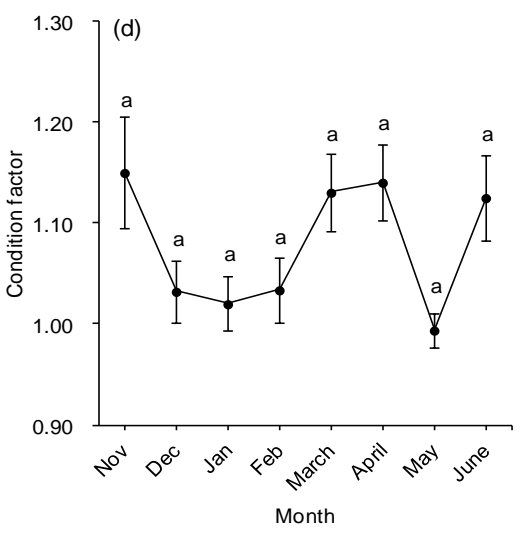 (d)
1.30
1.20
1.10
1.00
0.90
Condition factor
a
a
a
a
a
a
a
a
Nov
Dec
Jan
Feb
March
April
May
June
Month